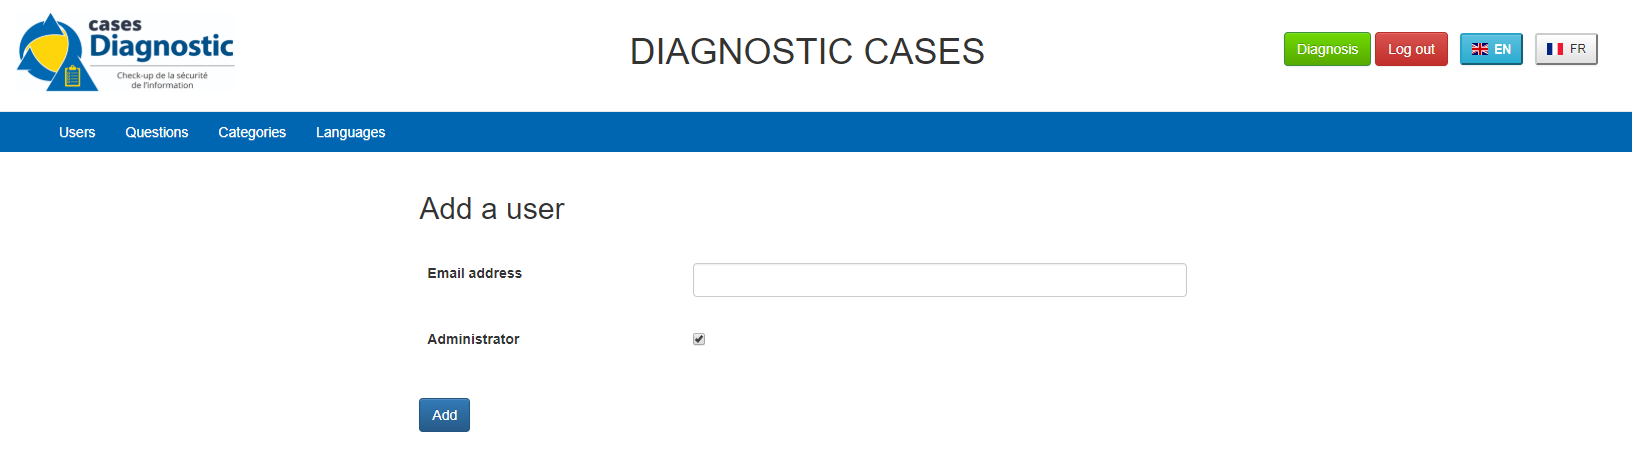 cases
Diagnostic
Check-up de la sécurité
de l'information
DIAGNOSTIC CASES
Diagnosis
Log out
EN
FR
Users
Questions
Categories
Languages
Add a user
Email address
Administrator
Add